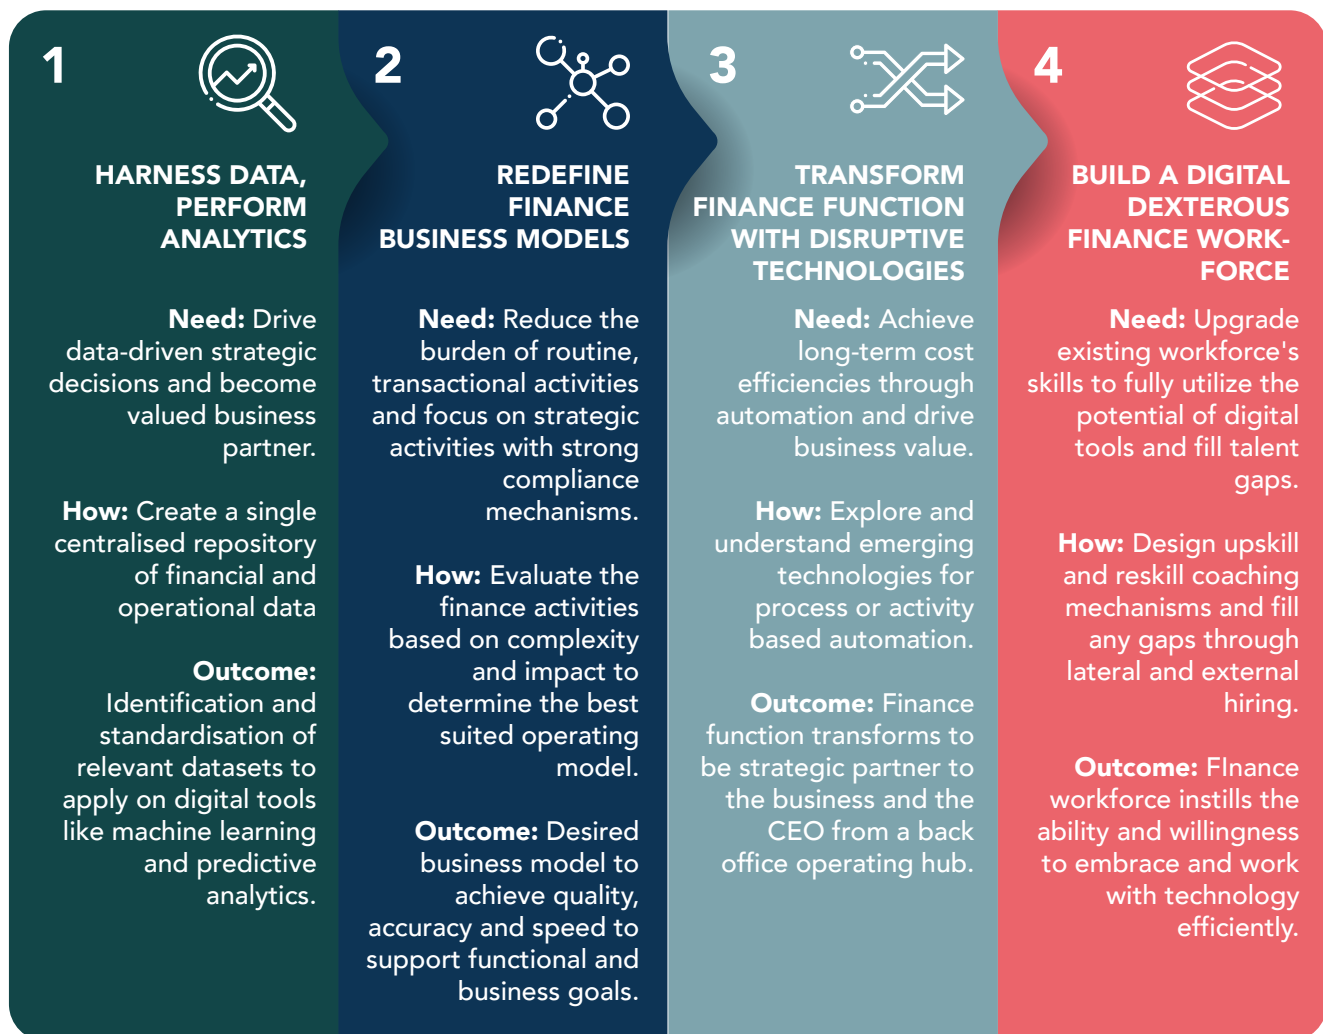 1
HARNESS DATA,
PERFORM
ANALYTICS
Need: Drive
data-driven strategic
decisions and become
valued business
partner.
How: Create a single
centralised repository
of financial and
operational data
Outcome:
Identification and
standardisation of
relevant datasets to
apply on digital tools
like machine learning
and predictive
analytics.
2
REDEFINE
FINANCE
BUSINESS MODELS
Need: Reduce the
burden of routine,
transactional activities
and focus on strategic
activities with strong
compliance
mechanisms.
How: Evaluate the
finance activities
based on complexity
and impact to
determine the best
suited operating
model.
Outcome: Desired
business model to
achieve quality,
accuracy and speed to
support functional and
business goals.
3
TRANSFORM
FINANCE FUNCTION
WITH DISRUPTIVE
TECHNOLOGIES
Need: Achieve
long-term cost
efficiencies through
automation and drive
business value.
How: Explore and
understand emerging
technologies for
process or activity
based automation.
Outcome: Finance
function transforms to
be strategic partner to
the business and the
CEO from a back
office operating hub.
4
BUILD A DIGITAL
DEXTEROUS
FINANCE WORK-
FORCE
Need: Upgrade
existing workforce's
skills to fully utilize the
potential of digital
tools and fill talent
gaps.
How: Design upskill
and reskill coaching
mechanisms and fill
any gaps through
lateral and external
hiring.
Outcome: FInance
workforce instills the
ability and willingness
to embrace and work
with technology
efficiently.